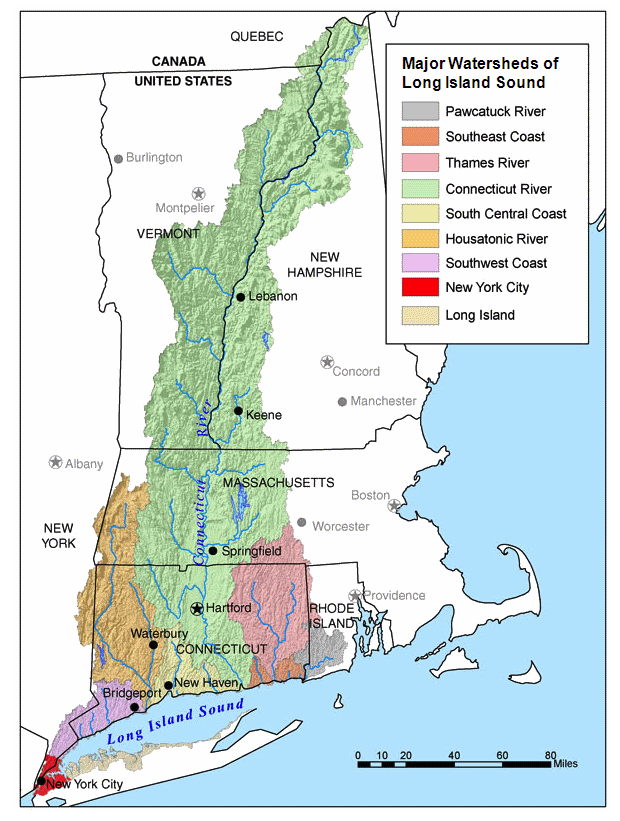 QUEBEC
CANADA
UNITED STATES
Major Watersheds of
Long Island Sound
Pawcatuck River
Southeast Coast
Thames River
Connecticut River
South Central Coast
Housatonic River
Southwest Coast
New York City
Long Island
Burlington
Montpelier
VERMONT
NEW
HAMPSHIRE
Lebanon
Concord
Manchester
Keene
Connecticut River
Albany
MASSACHUSETTS
Boston
NEW
YORK
Worcester
Springfield
Providence
Hartford
RHODE
ISLAND
Waterbury
CONNECTICUT
New Haven
Bridgeport
Long Island Sound
0 10 20 40 60 80
Miles
New York City